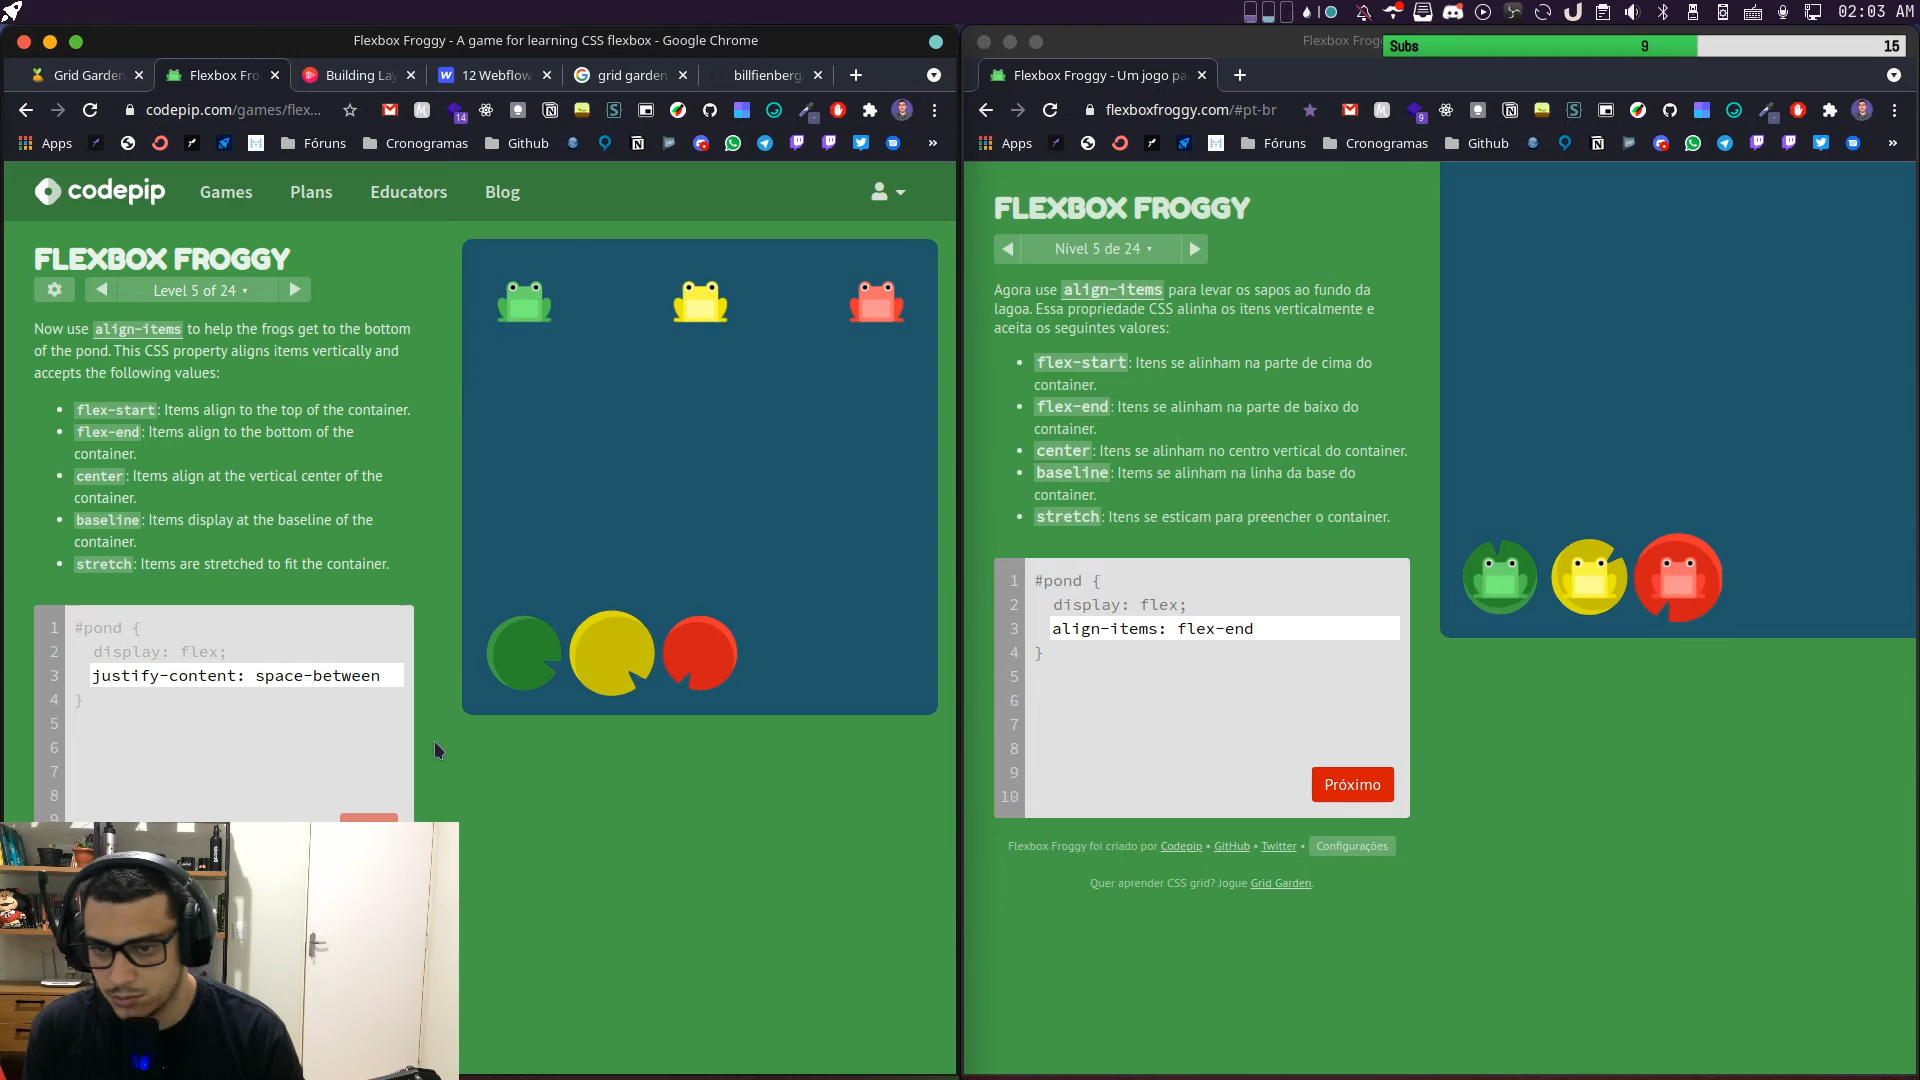 02:03 AM
Flexbox Froggy - A game for learning CSS flexbox - Google Chrome
Grid Garden
Flexbox Fro
Building Lay
12 Webflow
grid garden
billfienberg
codepip.com/games/flex...
14
Apps
Fóruns
Cronogramas
Github
»
codepip
Games
Plans
Educators
Blog
FLEXBOX FROGGY
Level 5 of 24
Now use align-items to help the frogs get to the bottom
of the pond. This CSS property aligns items vertically and
accepts the following values:
• flex-start: Items align to the top of the container.
• flex-end: Items align to the bottom of the
container.
• center: Items align at the vertical center of the
container.
• baseline: Items display at the baseline of the
container.
• stretch: Items are stretched to fit the container.
1 #pond {
2 display: flex;
3 justify-content: space-between
4 }
5
6
7
8
9
Flexbox Frog
Subs 9 15
Flexbox Froggy - Um jogo pa
flexboxfroggy.com/#pt-br
9
Apps
Fóruns
Cronogramas
Github
»
FLEXBOX FROGGY
Nível 5 de 24
Agora use align-items para levar os sapos ao fundo da
lagoa. Essa propriedade CSS alinha os itens verticalmente e
aceita os seguintes valores:
• flex-start: Itens se alinham na parte de cima do
container.
• flex-end: Itens se alinham na parte de baixo do
container.
• center: Itens se alinham no centro vertical do container.
• baseline: Items se alinham na linha da base do
container.
• stretch: Itens se esticam para preencher o container.
1 #pond {
2 display: flex;
3 align-items: flex-end
4 }
5
6
7
8
9
10
Próximo
Flexbox Froggy foi criado por Codepip • GitHub • Twitter • Configurações
Quer aprender CSS grid? Jogue Grid Garden.